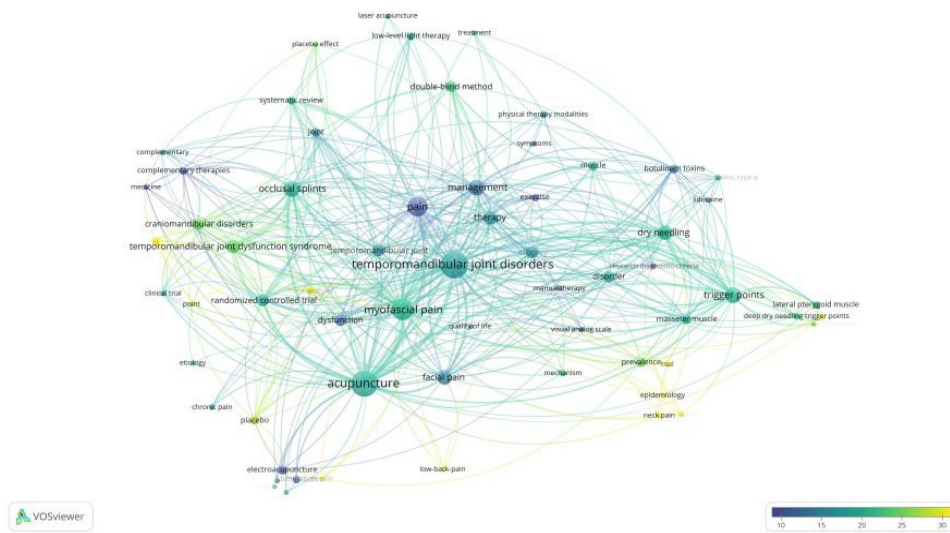 laser acupuncture
low-level light therapy
treatment
placebo effect
double-blind method
systematic review
physical therapy modalities
joint
symptoms
complementary
muscle
complementary therapies
botulinum toxins
medicine
occlusal splints
management
exercise
lidocaine
pain
therapy
craniomandibular disorders
dry needling
temporomandibular joint dysfunction syndrome
temporomandibular joint
temporomandibular joint disorders
research diagnostic criteria
disorder
manual therapy
clinical trial
point
randomized controlled trial
trigger points
myofascial pain
lateral pterygoid muscle
deep dry needling trigger points
dysfunction
quality of life
visual analog scale
masseter muscle
etiology
mechanism
prevalence
trial
acupuncture
facial pain
epidemiology
chronic pain
placebo
neck pain
electroacupuncture
low-back-pain
VOSviewer
10 15 20 25 30